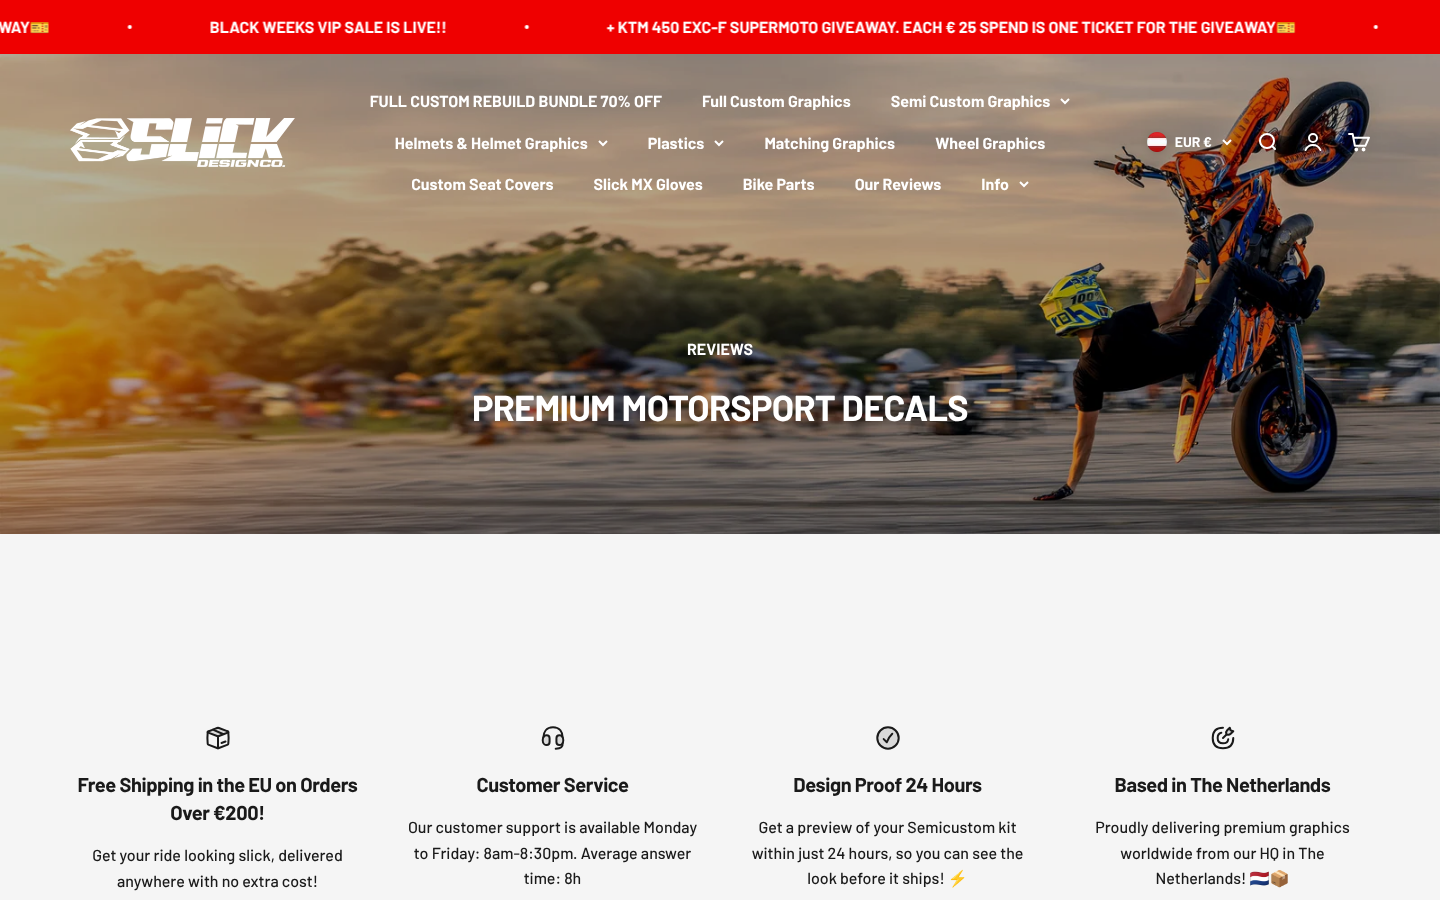 WAY🎫 • BLACK WEEKS VIP SALE IS LIVE!! • + KTM 450 EXC-F SUPERMOTO GIVEAWAY. EACH € 25 SPEND IS ONE TICKET FOR THE GIVEAWAY🎫 •
FULL CUSTOM REBUILD BUNDLE 70% OFF Full Custom Graphics Semi Custom Graphics
SLICK
DESIGN CO.
Helmets & Helmet Graphics Plastics Matching Graphics Wheel Graphics
EUR €
Custom Seat Covers Slick MX Gloves Bike Parts Our Reviews Info
100%
REVIEWS
PREMIUM MOTORSPORT DECALS
Free Shipping in the EU on Orders
Over €200!
Get your ride looking slick, delivered
anywhere with no extra cost!
Customer Service
Our customer support is available Monday
to Friday: 8am-8:30pm. Average answer
time: 8h
Design Proof 24 Hours
Get a preview of your Semicustom kit
within just 24 hours, so you can see the
look before it ships! ⚡
Based in The Netherlands
Proudly delivering premium graphics
worldwide from our HQ in The
Netherlands! 🇳🇱📦